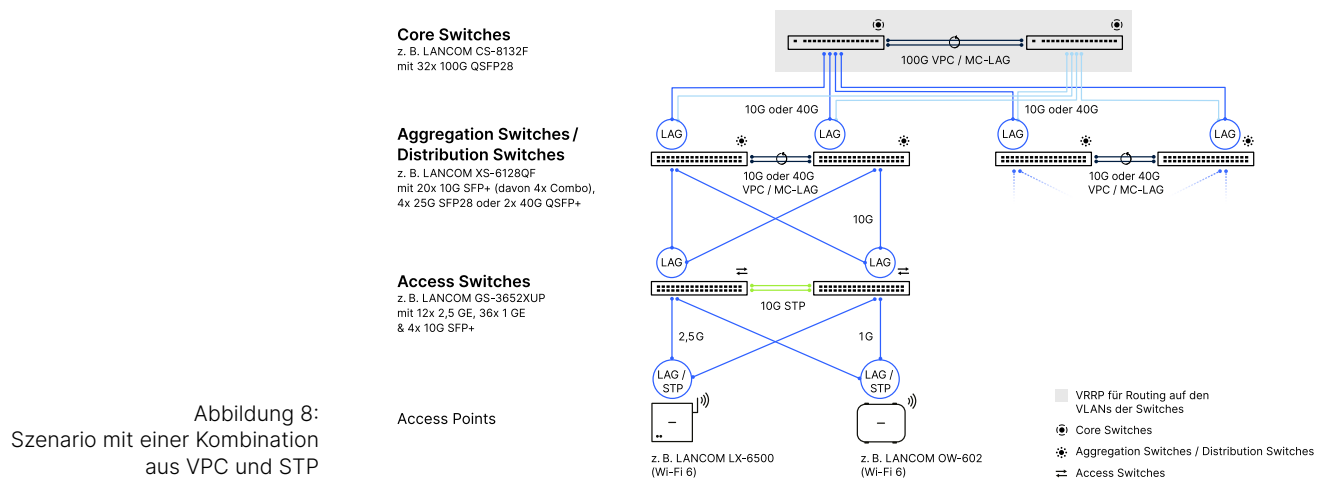 Core Switches
z. B. LANCOM CS-8132F
mit 32x 100G QSFP28
100G VPC / MC-LAG
10G oder 40G
10G oder 40G
LAG
LAG
LAG
LAG
Aggregation Switches /
Distribution Switches
z. B. LANCOM XS-6128QF
mit 20x 10G SFP+ (davon 4x Combo),
4x 25G SFP28 oder 2x 40G QSFP+
10G oder 40G
VPC / MC-LAG
10G oder 40G
VPC / MC-LAG
10G
LAG
LAG
Access Switches
z. B. LANCOM GS-3652XUP
mit 12x 2,5 GE, 36x 1 GE
& 4x 10G SFP+
10G STP
2,5G
1G
LAG /
STP
LAG /
STP
Access Points
z. B. LANCOM LX-6500
(Wi-Fi 6)
z. B. LANCOM OW-602
(Wi-Fi 6)
VRRP für Routing auf den
VLANs der Switches
Core Switches
Aggregation Switches / Distribution Switches
Access Switches
Abbildung 8:
Szenario mit einer Kombination
aus VPC und STP